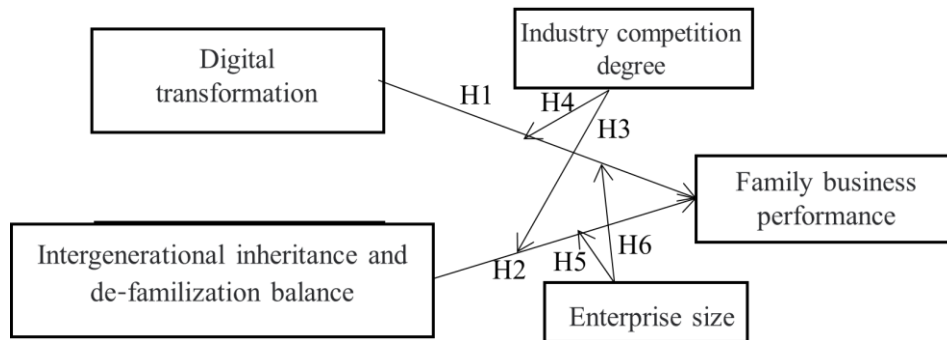 Digital
transformation
Industry competition
degree
H1
H4
H3
Family business
performance
Intergenerational inheritance and
de-familization balance
H2
H5
H6
Enterprise size